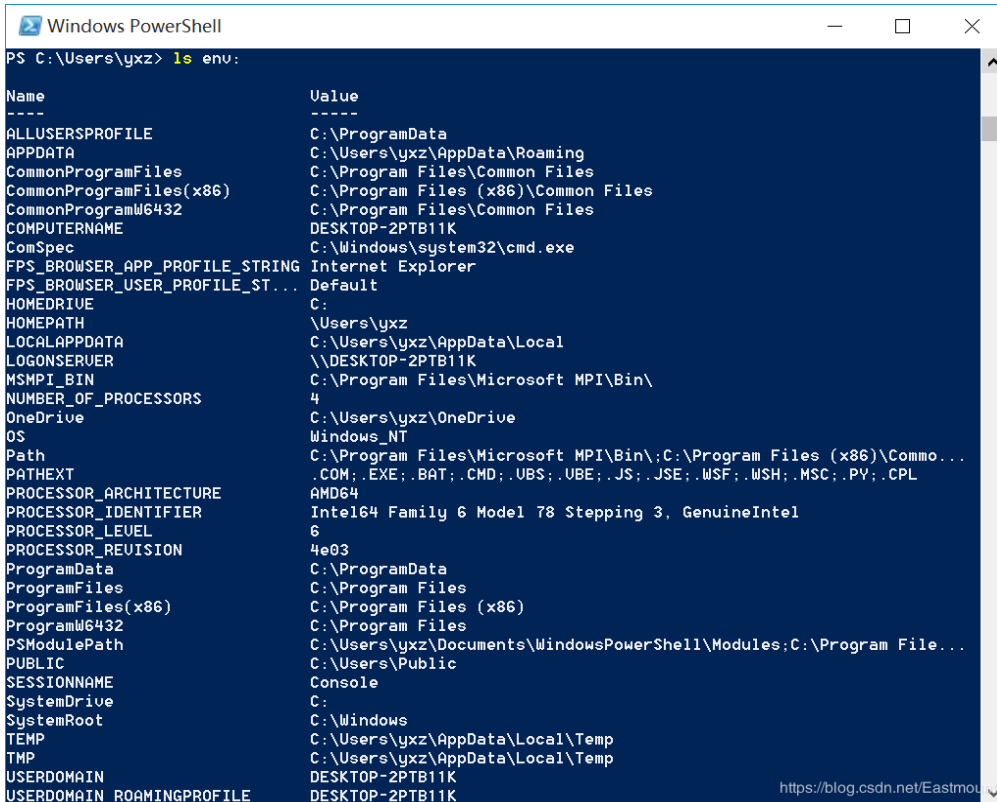 Windows PowerShell
PS C:\Users\yxz> ls env:
Name Value
---- -----
ALLUSERSPROFILE C:\ProgramData
APPDATA C:\Users\yxz\AppData\Roaming
CommonProgramFiles C:\Program Files\Common Files
CommonProgramFiles(x86) C:\Program Files (x86)\Common Files
CommonProgramW6432 C:\Program Files\Common Files
COMPUTERNAME DESKTOP-2PTB11K
ComSpec C:\Windows\system32\cmd.exe
FPS_BROWSER_APP_PROFILE_STRING Internet Explorer
FPS_BROWSER_USER_PROFILE_ST... Default
HOMEDRIVE C:
HOMEPATH \Users\yxz
LOCALAPPDATA C:\Users\yxz\AppData\Local
LOGONSERVER \\DESKTOP-2PTB11K
MSMPI_BIN C:\Program Files\Microsoft MPI\Bin\
NUMBER_OF_PROCESSORS 4
OneDrive C:\Users\yxz\OneDrive
OS Windows_NT
Path C:\Program Files\Microsoft MPI\Bin\;C:\Program Files (x86)\Commo...
PATHEXT .COM;.EXE;.BAT;.CMD;.VBS;.VBE;.JS;.JSE;.WSF;.WSH;.MSC;.PY;.CPL
PROCESSOR_ARCHITECTURE AMD64
PROCESSOR_IDENTIFIER Intel64 Family 6 Model 78 Stepping 3, GenuineIntel
PROCESSOR_LEVEL 6
PROCESSOR_REVISION 4e03
ProgramData C:\ProgramData
ProgramFiles C:\Program Files
ProgramFiles(x86) C:\Program Files (x86)
ProgramW6432 C:\Program Files
PSModulePath C:\Users\yxz\Documents\WindowsPowerShell\Modules;C:\Program File...
PUBLIC C:\Users\Public
SESSIONNAME Console
SystemDrive C:
SystemRoot C:\Windows
TEMP C:\Users\yxz\AppData\Local\Temp
TMP C:\Users\yxz\AppData\Local\Temp
USERDOMAIN DESKTOP-2PTB11K
USERDOMAIN_ROAMINGPROFILE DESKTOP-2PTB11K
https://blog.csdn.net/Eastmou